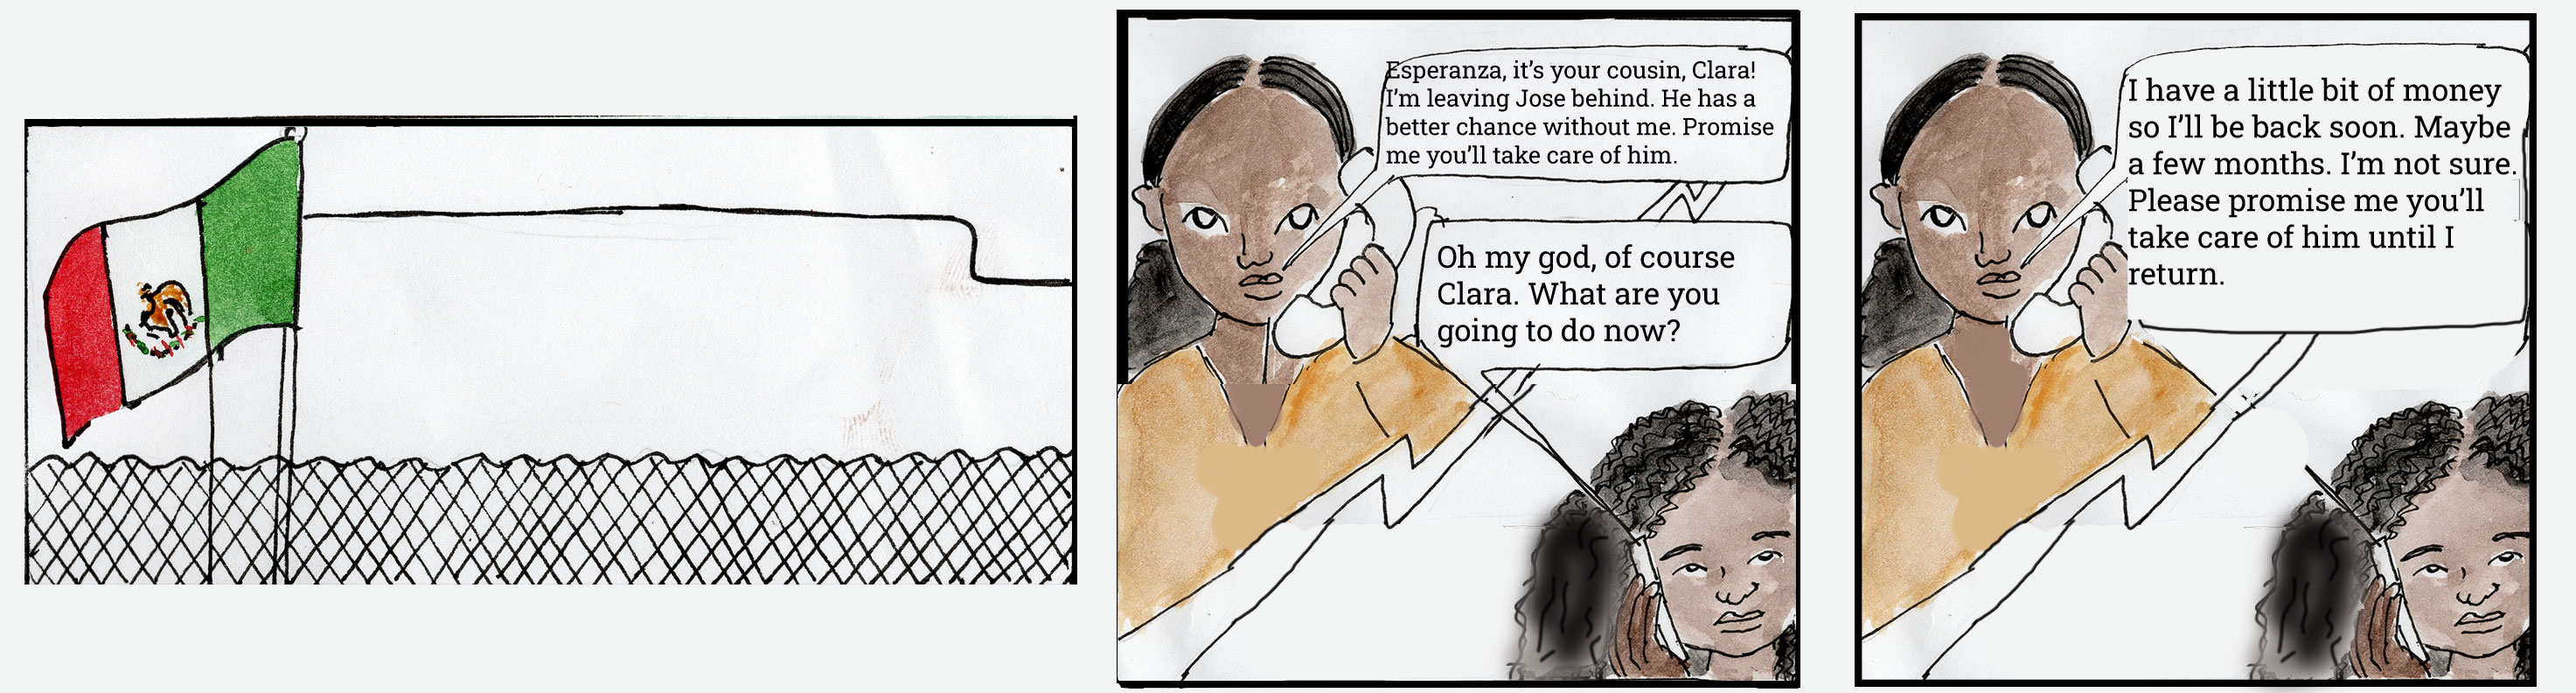 Esperanza, it’s your cousin, Clara!
I’m leaving Jose behind. He has a
better chance without me. Promise
me you’ll take care of him.
Oh my god, of course
Clara. What are you
going to do now?
I have a little bit of money
so I’ll be back soon. Maybe
a few months. I’m not sure.
Please promise me you’ll
take care of him until I
return.